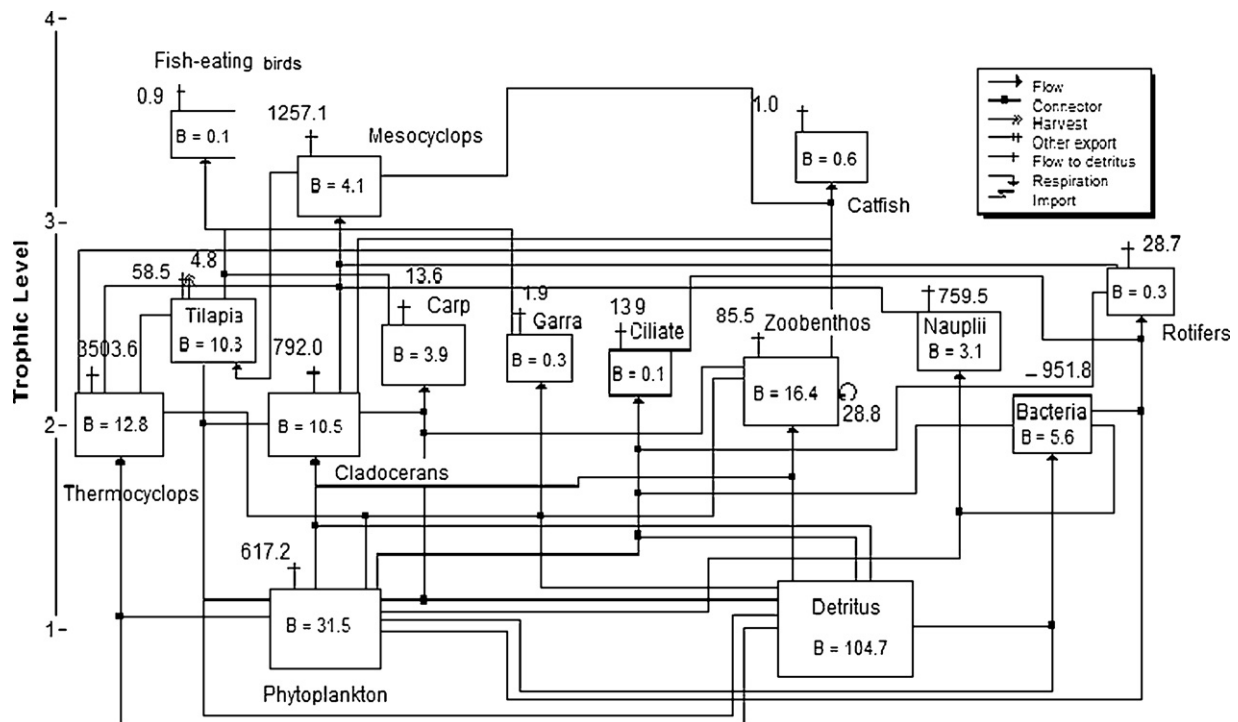 4-
Fish-eating birds
0.9
B = 0.1
1257.1
Mesocyclops
B = 4.1
1.0
B = 0.6
Catfish
Flow
Connector
Harvest
Other export
Flow to detritus
Respiration
Import
3-
Trophic Level
58.5
4.8
Tilapia
B = 10.3
13.6
Carp
B = 3.9
1.9
Garra
B = 0.3
13 9
Ciliate
B = 0.1
85.5
Zoobenthos
B = 16.4
28.8
759.5
Nauplii
B = 3.1
28.7
B = 0.3
Rotifers
3503.6
B = 12.8
Thermocyclops
792.0
B = 10.5
Cladocerans
951.8
Bacteria
B = 5.6
2-
617.2
B = 31.5
Phytoplankton
Detritus
B = 104.7
1-